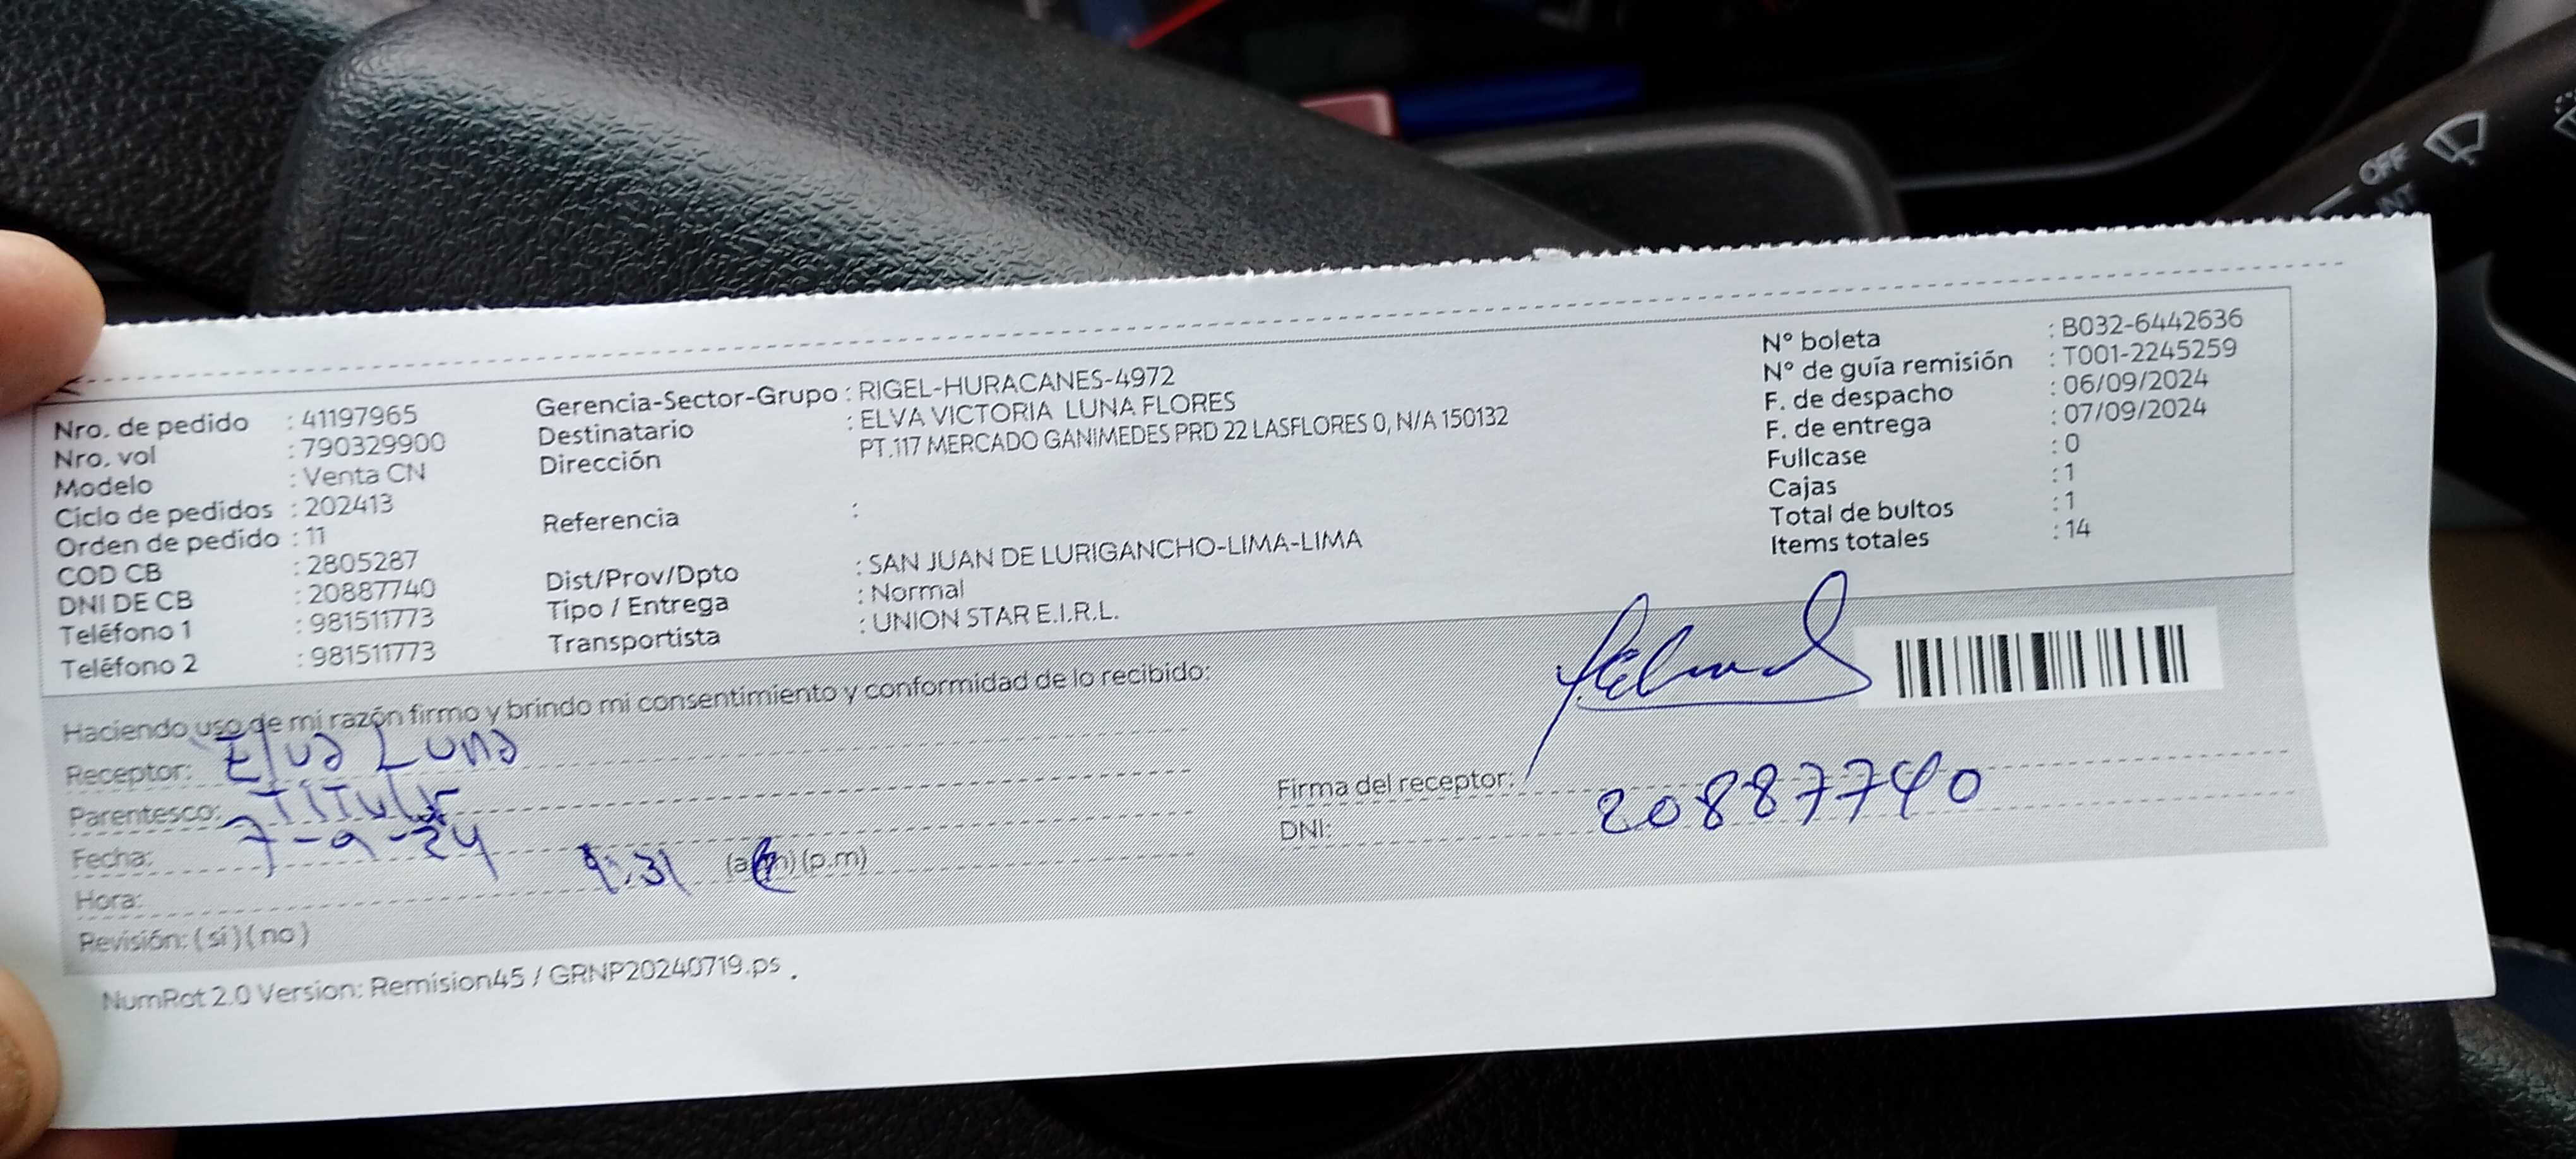 Nro. de pedido : 41197965
Nro. vol : 790329900
Modelo : Venta CN
Ciclo de pedidos : 202413
Orden de pedido : 11
COD CB : 2805287
DNI DE CB : 20887740
Teléfono 1 : 981511773
Teléfono 2 : 981511773
Gerencia-Sector-Grupo : RIGEL-HURACANES-4972
Destinatario : ELVA VICTORIA LUNA FLORES
Dirección PT.117 MERCADO GANIMEDES PRD 22 LASFLORES 0, N/A 150132
Referencia :
Dist/Prov/Dpto : SAN JUAN DE LURIGANCHO-LIMA-LIMA
Tipo / Entrega : Normal
Transportista : UNION STAR E.I.R.L.
N° boleta : B032-6442636
N° de guía remisión : T001-2245259
F. de despacho : 06/09/2024
F. de entrega : 07/09/2024
Fullcase : 0
Cajas : 1
Total de bultos : 1
Items totales : 14
Haciendo uso de mi razón firmo y brindo mi consentimiento y conformidad de lo recibido:
Receptor: Elva Luna
Parentesco: Titular
Fecha: 7-9-24
Hora: 9:31 (a.m) (p.m)
Revisión: ( si ) ( no )
Firma del receptor:
DNI: 20887740
NumRot 2.0 Version: Remision45 / GRNP20240719.ps .
OFF
INT